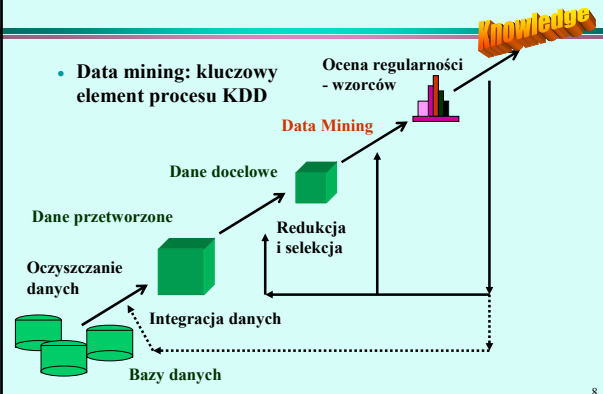 Knowledge
• Data mining: kluczowy
element procesu KDD
Ocena regularności
- wzorców
Data Mining
Dane docelowe
Redukcja
i selekcja
Dane przetworzone
Oczyszczanie
danych
Integracja danych
Bazy danych
8